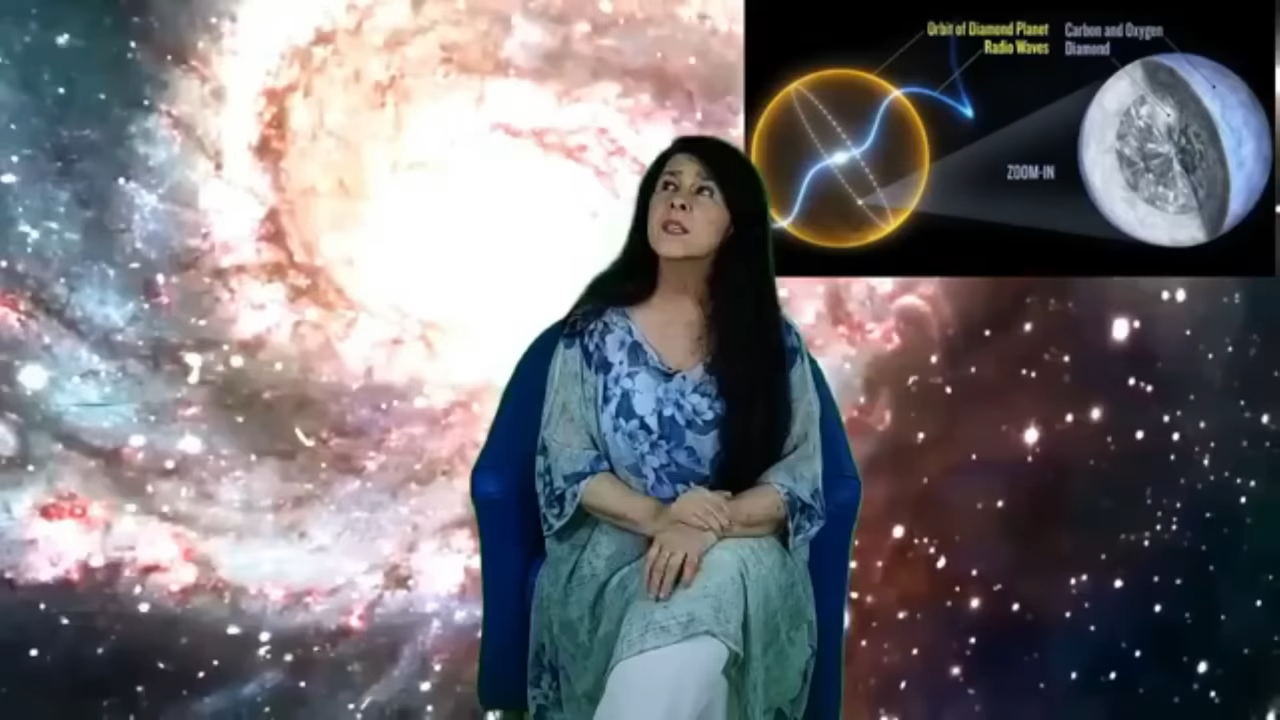 Orbit of Diamond Planet
Radio Waves
Carbon and Oxygen
Diamond
ZOOM-IN